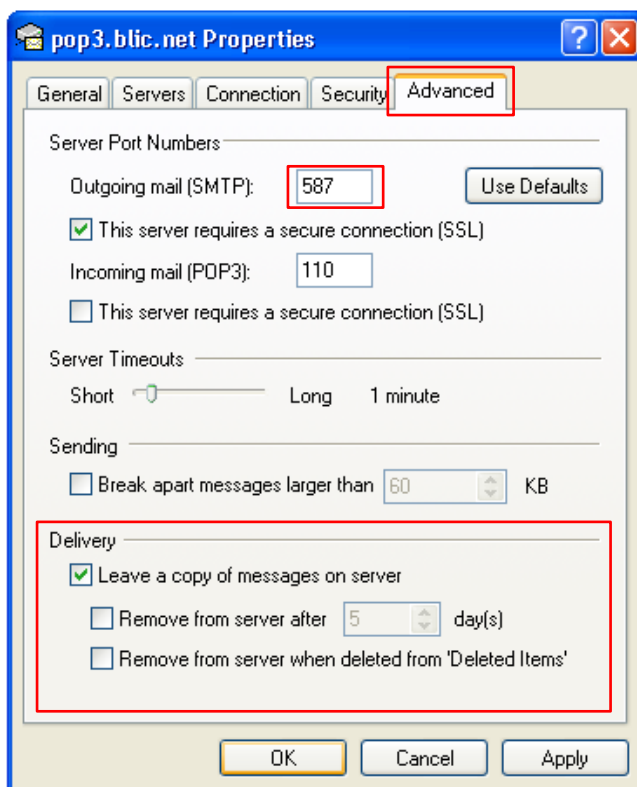 pop3.blic.net Properties
General Servers Connection Security Advanced
Server Port Numbers
Outgoing mail (SMTP): 587 Use Defaults
This server requires a secure connection (SSL)
Incoming mail (POP3): 110
This server requires a secure connection (SSL)
Server Timeouts
Short Long 1 minute
Sending
Break apart messages larger than 60 KB
Delivery
Leave a copy of messages on server
Remove from server after 5 day(s)
Remove from server when deleted from 'Deleted Items'
OK Cancel Apply